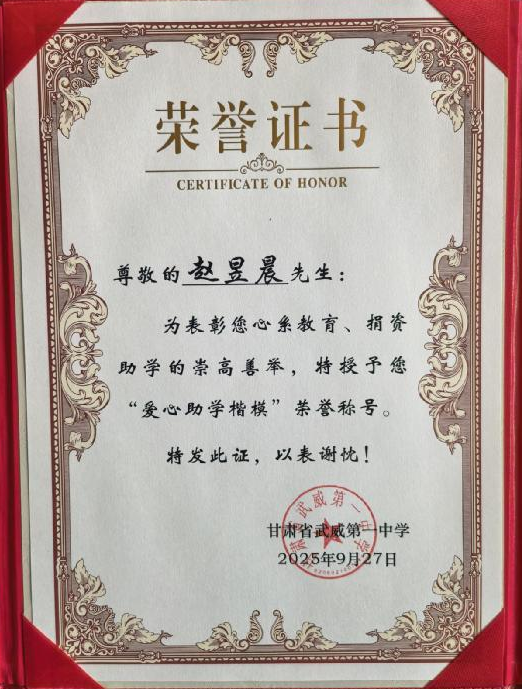 荣誉证书
CERTIFICATE OF HONOR
尊敬的 赵昱晨 先生：
为表彰您心系教育、捐资
助学的崇高善举，特授予您
“爱心助学楷模”荣誉称号。
特发此证，以表谢忱！
甘肃省武威第一中学
2025年9月27日